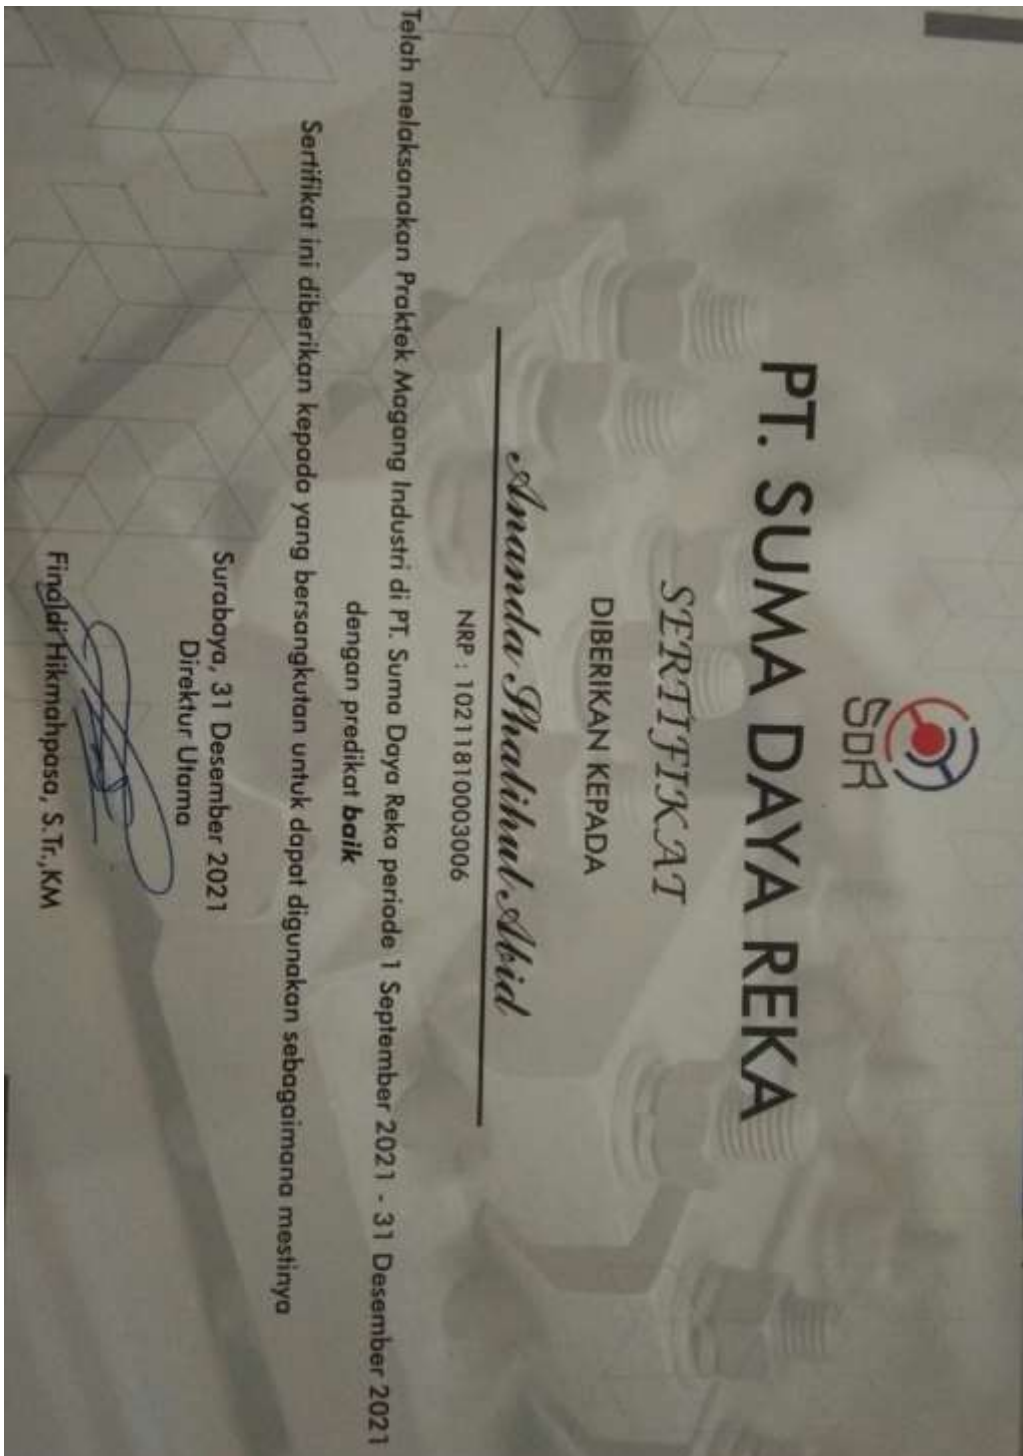 SDR
PT. SUMA DAYA REKA
SERTIFIKAT
DIBERIKAN KEPADA
Ananda Shalihul Abid
NRP : 10211810003006
Telah melaksanakan Praktek Magang Industri di PT. Suma Daya Reka periode 1 September 2021 - 31 Desember 2021
dengan predikat baik
Sertifikat ini diberikan kepada yang bersangkutan untuk dapat digunakan sebagaimana mestinya
Surabaya, 31 Desember 2021
Direktur Utama
Finaldi Hikmahpasa, S.Tr.,KM